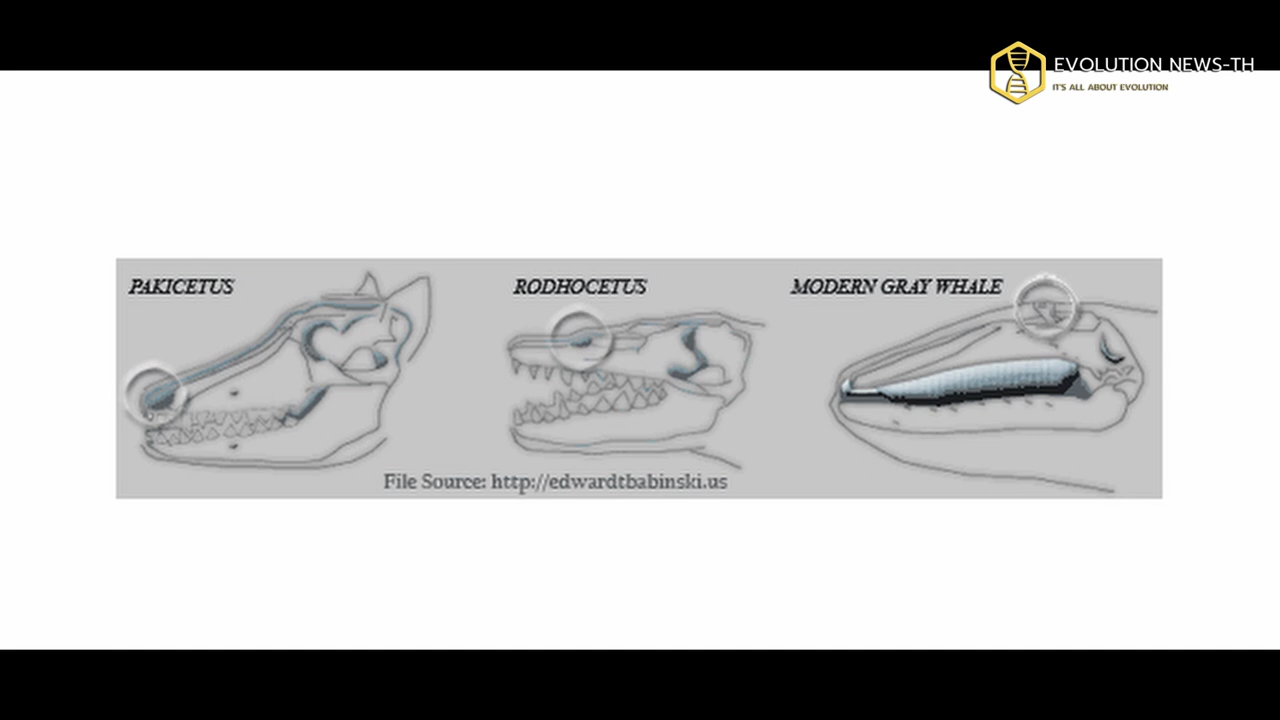 EVOLUTION NEWS-TH
IT'S ALL ABOUT EVOLUTION
PAKICETUS
RODHOCETUS
MODERN GRAY WHALE
File Source: http://edwardtbabinski.us